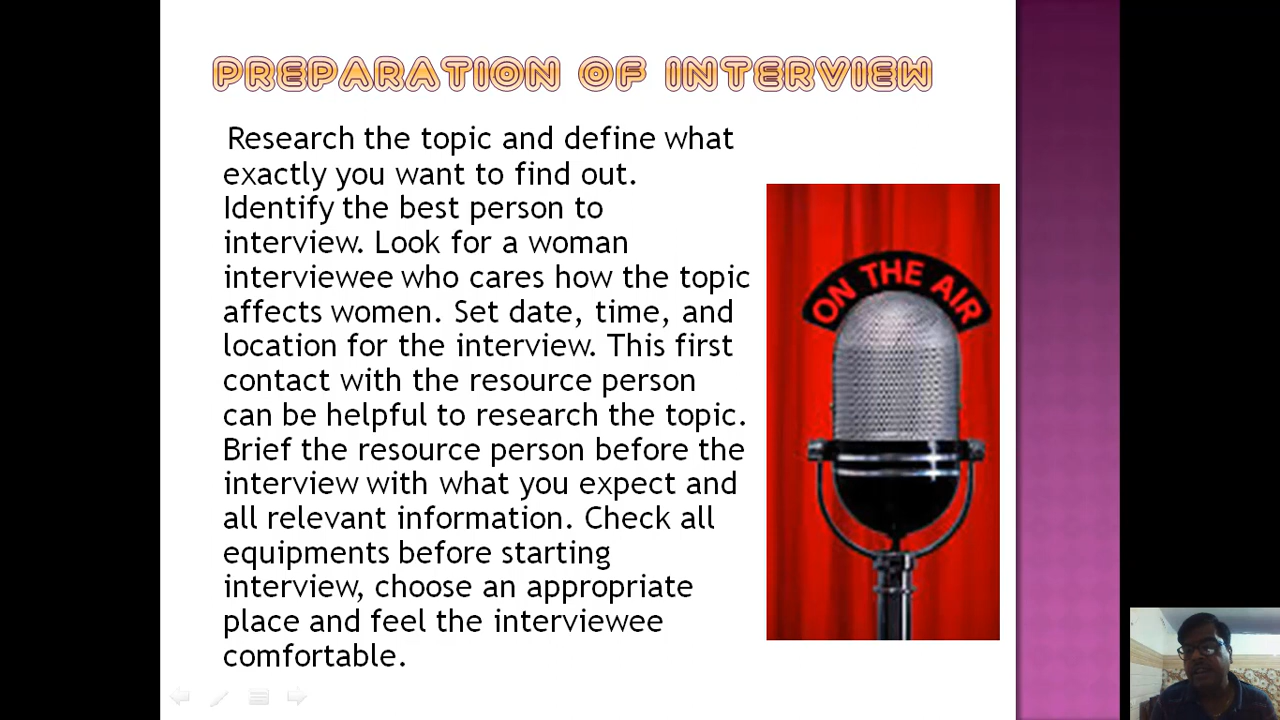 PREPARATION OF INTERVIEW
Research the topic and define what
exactly you want to find out.
Identify the best person to
interview. Look for a woman
interviewee who cares how the topic
affects women. Set date, time, and
location for the interview. This first
contact with the resource person
can be helpful to research the topic.
Brief the resource person before the
interview with what you expect and
all relevant information. Check all
equipments before starting
interview, choose an appropriate
place and feel the interviewee
comfortable.
ON THE AIR